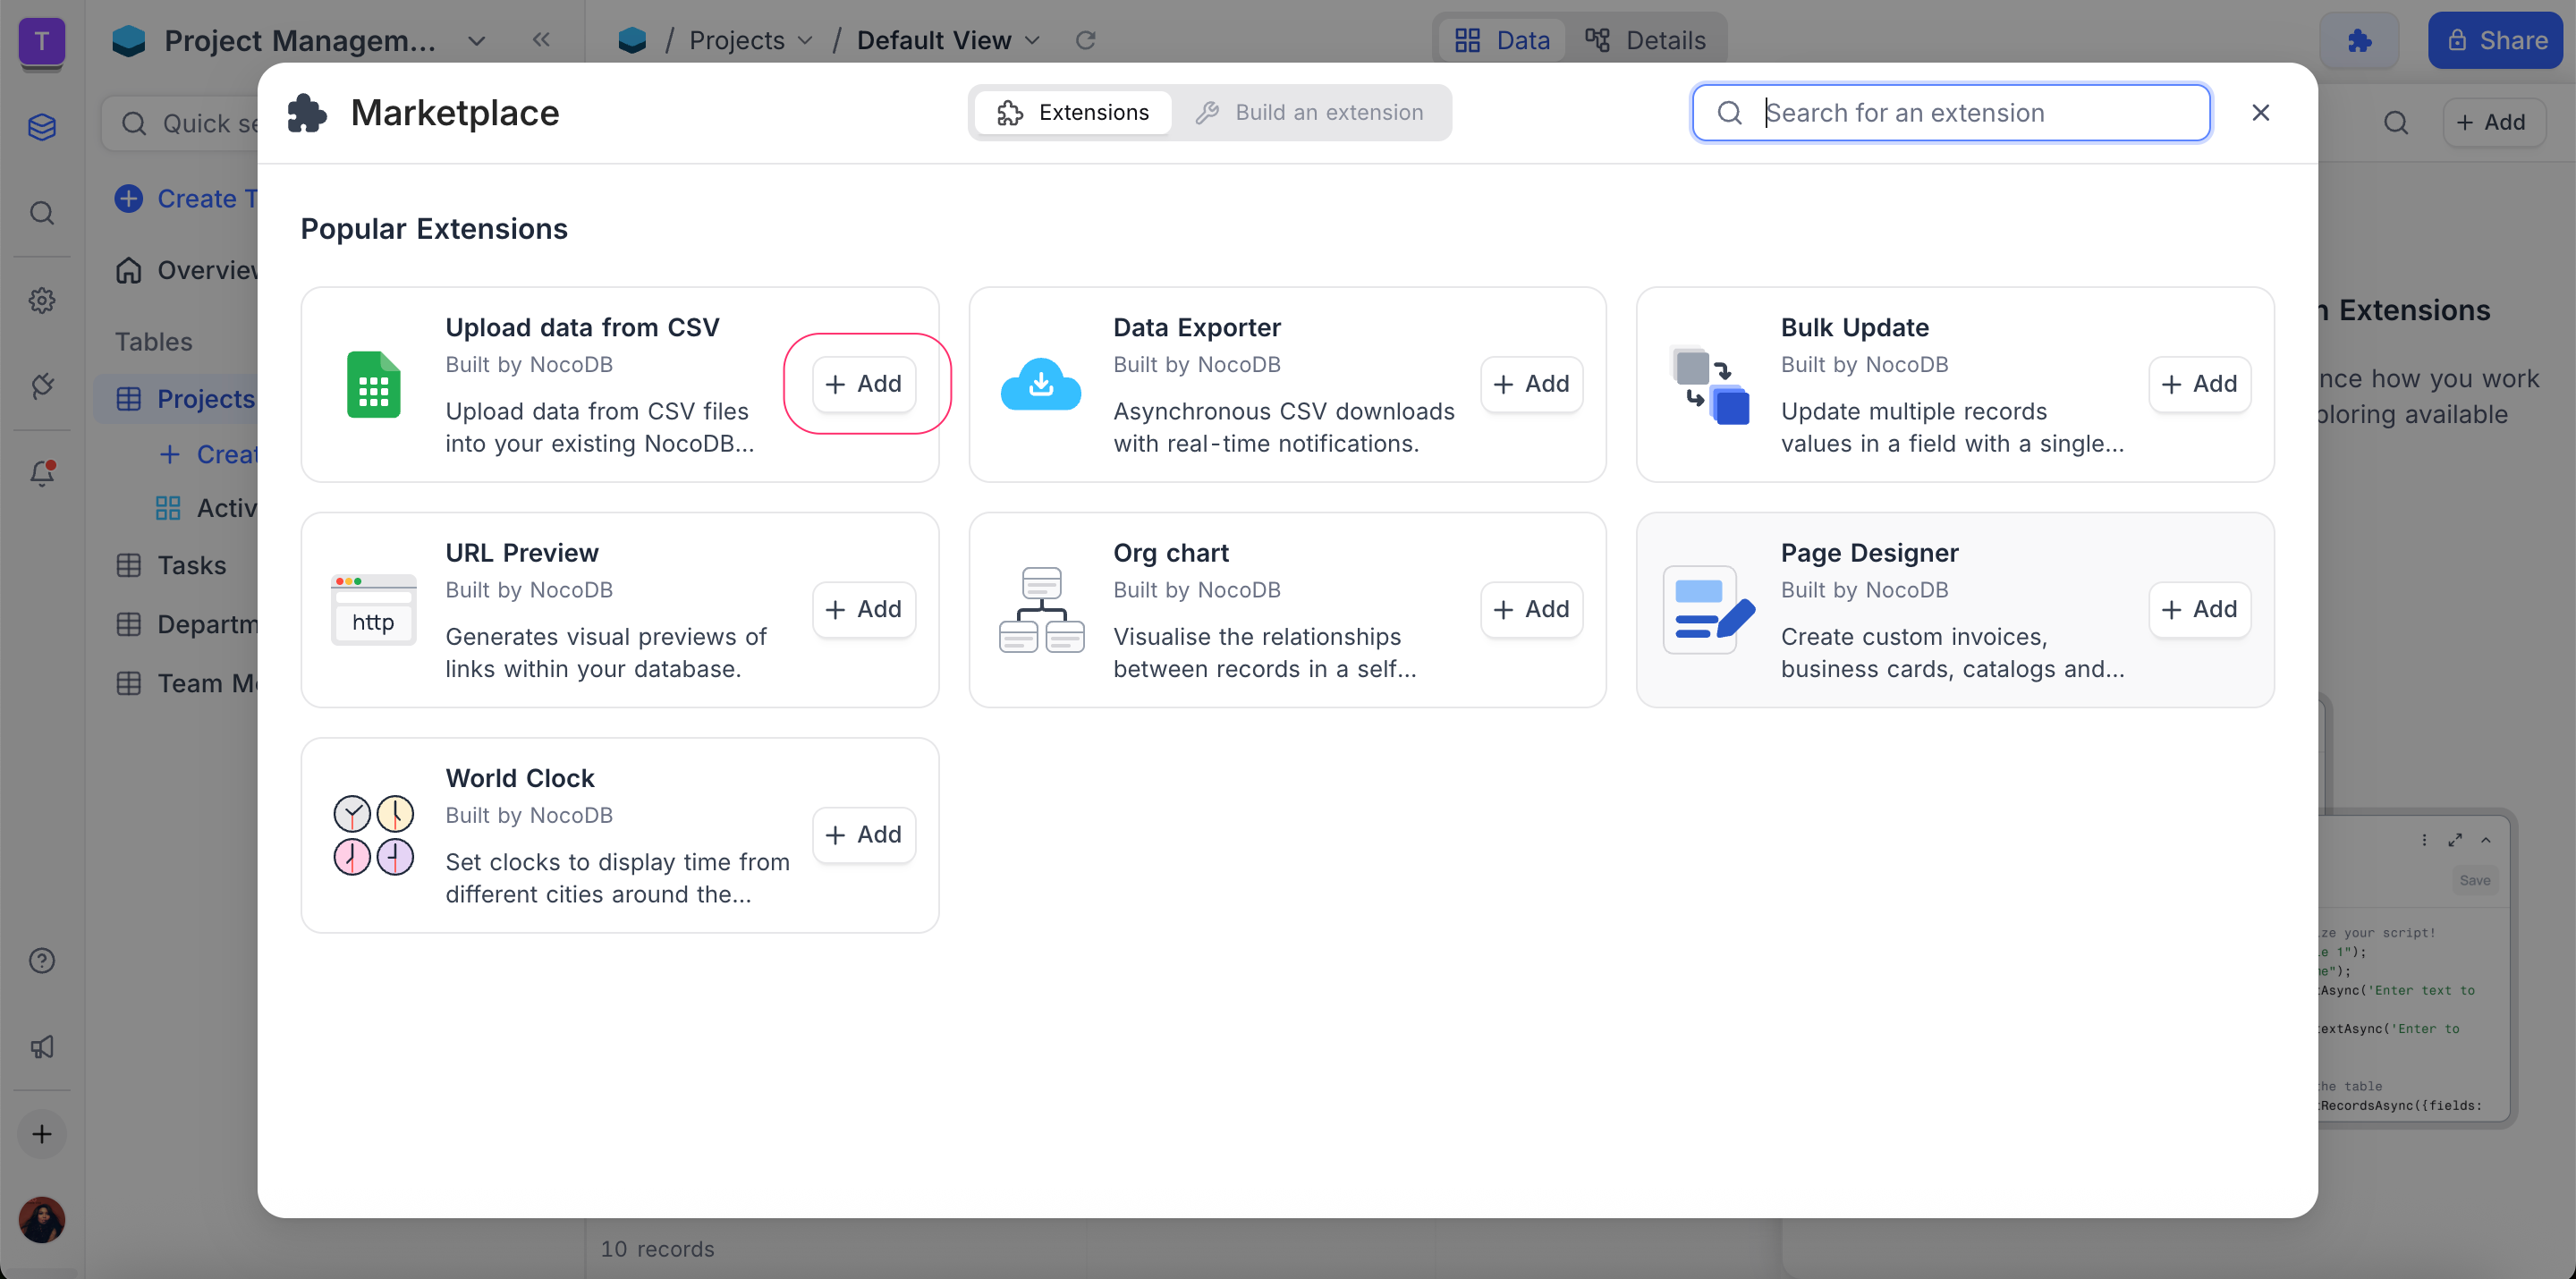 T
Project Managem...
/ Projects / Default View
Data
Details
Share
Quick se
Marketplace
Extensions
Build an extension
Search for an extension
Add
Create T
Overview
Tables
Projects
Creat
Activ
Tasks
Departm
Team Me
Popular Extensions
Upload data from CSV
Built by NocoDB
Upload data from CSV files
into your existing NocoDB...
+ Add
Data Exporter
Built by NocoDB
Asynchronous CSV downloads
with real-time notifications.
+ Add
Bulk Update
Built by NocoDB
Update multiple records
values in a field with a single...
+ Add
http
URL Preview
Built by NocoDB
Generates visual previews of
links within your database.
+ Add
Org chart
Built by NocoDB
Visualise the relationships
between records in a self...
+ Add
Page Designer
Built by NocoDB
Create custom invoices,
business cards, catalogs and...
+ Add
World Clock
Built by NocoDB
Set clocks to display time from
different cities around the...
+ Add
Extensions
nce how you work
ploring available
Save
ize your script!
e 1");
e");
Async('Enter text to
extAsync('Enter to
he table
RecordsAsync({fields:
10 records